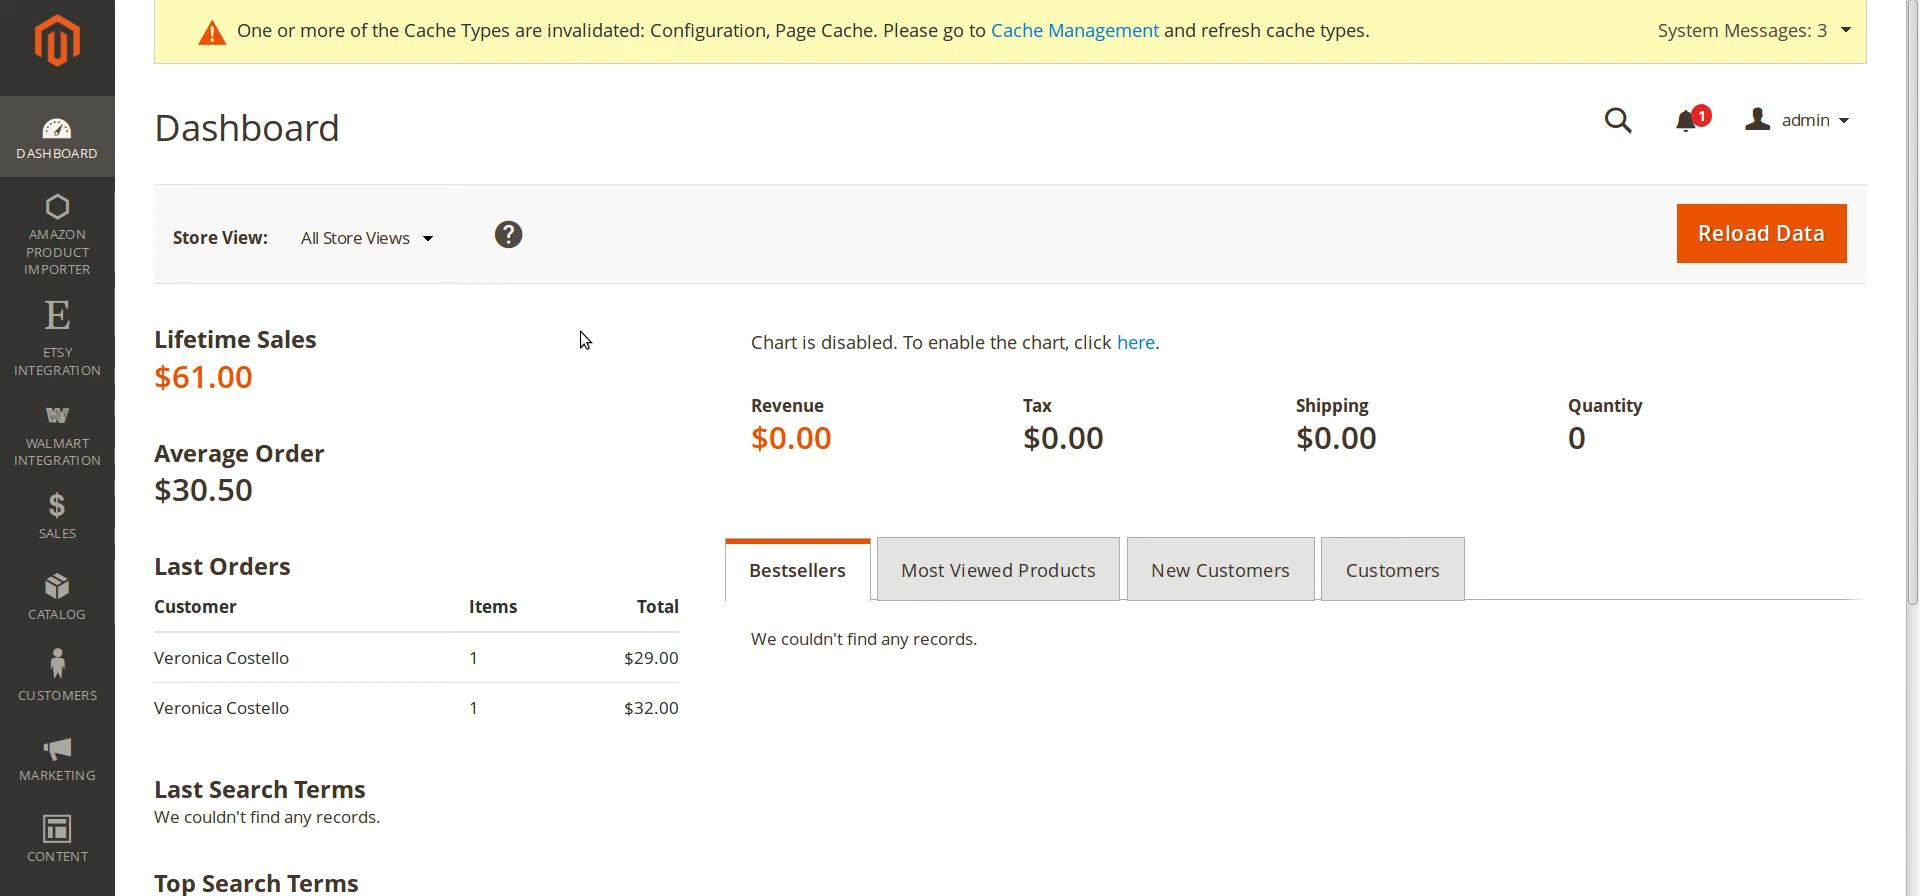 One or more of the Cache Types are invalidated: Configuration, Page Cache. Please go to Cache Management and refresh cache types.
System Messages: 3
Dashboard
1
admin
DASHBOARD
AMAZON
PRODUCT
IMPORTER
E
ETSY
INTEGRATION
W
WALMART
INTEGRATION
$
SALES
CATALOG
CUSTOMERS
MARKETING
CONTENT
Store View: All Store Views ?
Reload Data
Lifetime Sales
$61.00
Average Order
$30.50
Last Orders
Customer Items Total
Veronica Costello 1 $29.00
Veronica Costello 1 $32.00
Last Search Terms
We couldn't find any records.
Top Search Terms
Chart is disabled. To enable the chart, click here.
Revenue Tax Shipping Quantity
$0.00 $0.00 $0.00 0
Bestsellers Most Viewed Products New Customers Customers
We couldn't find any records.